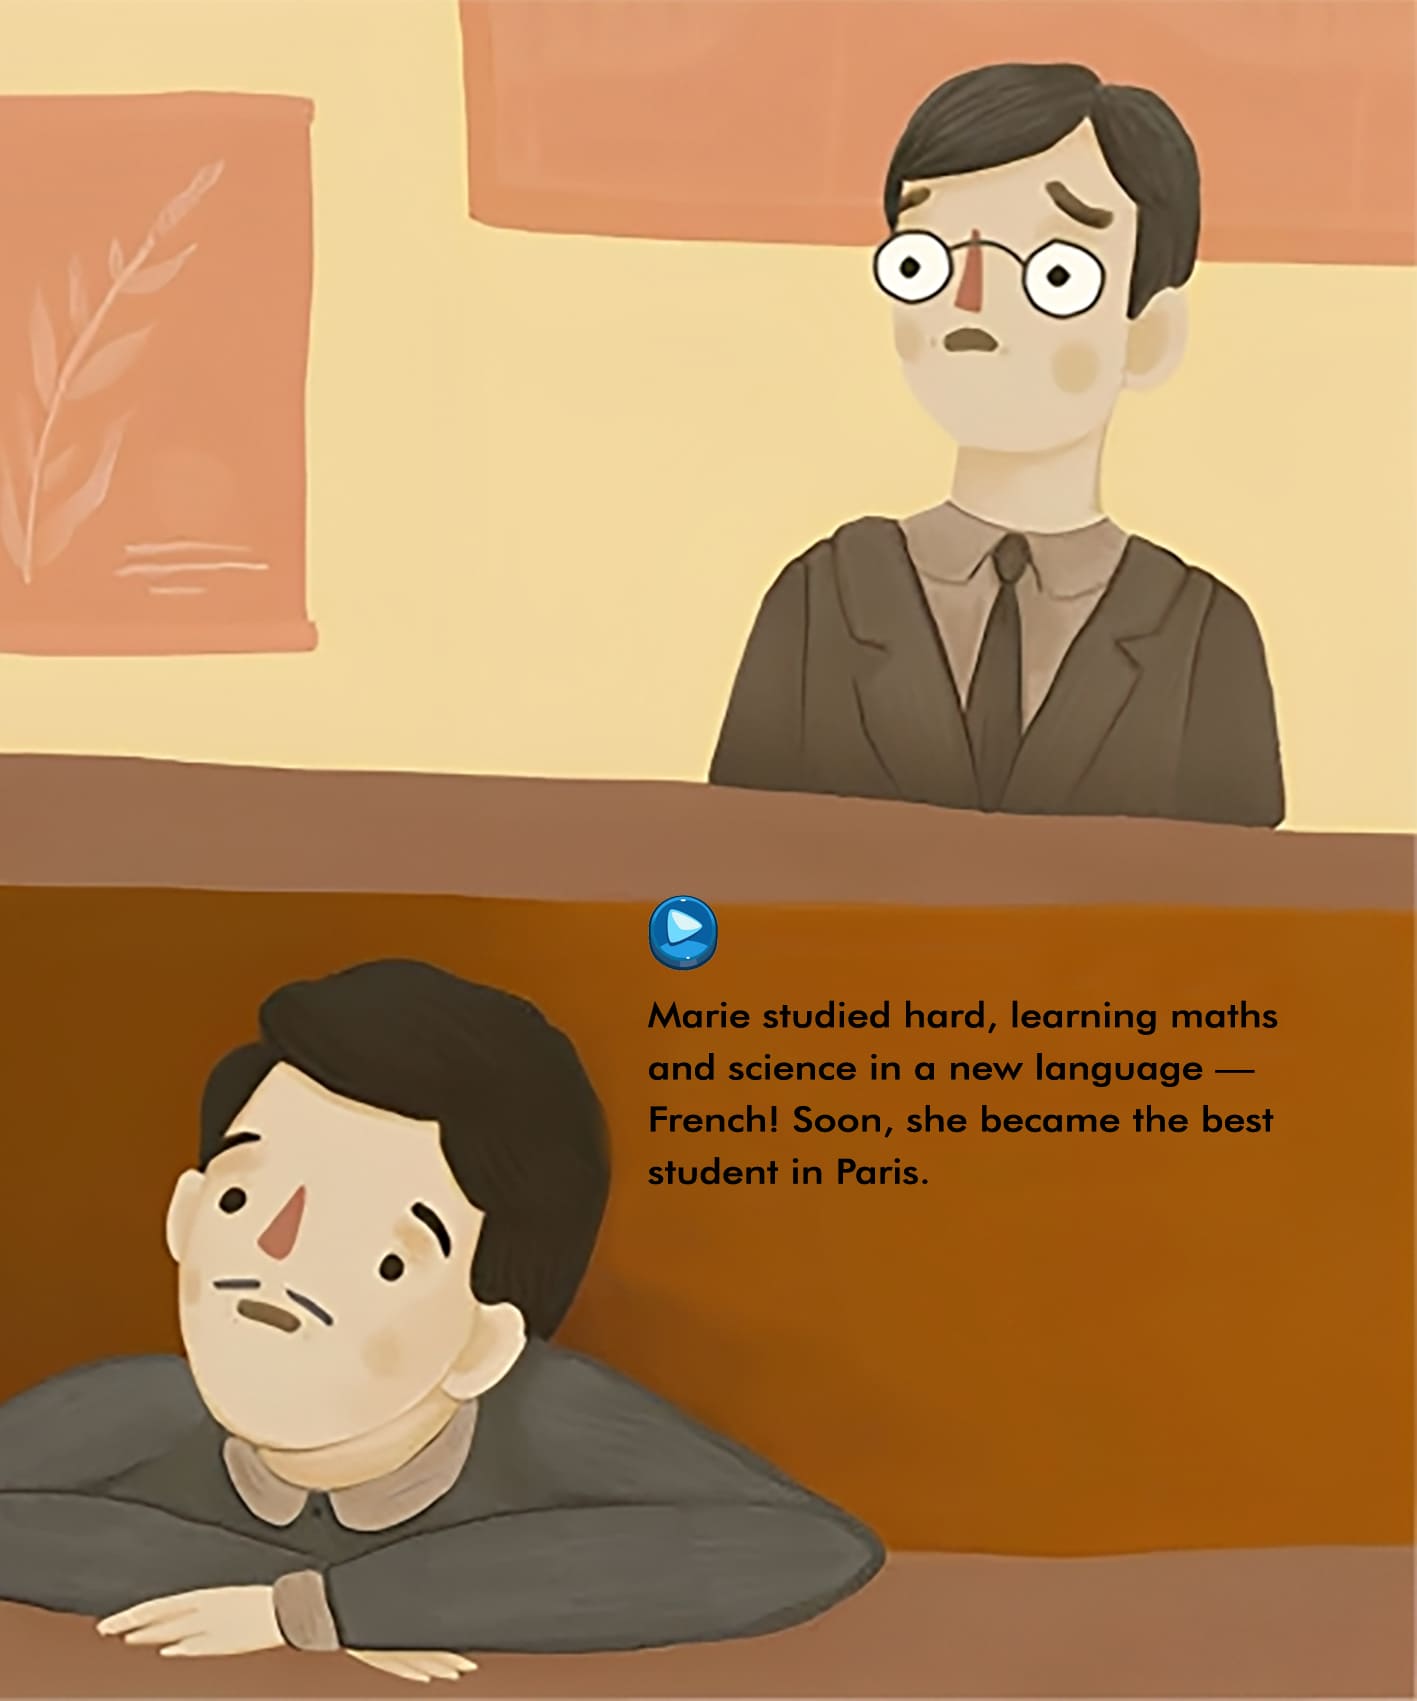 Marie studied hard, learning maths
and science in a new language —
French! Soon, she became the best
student in Paris.